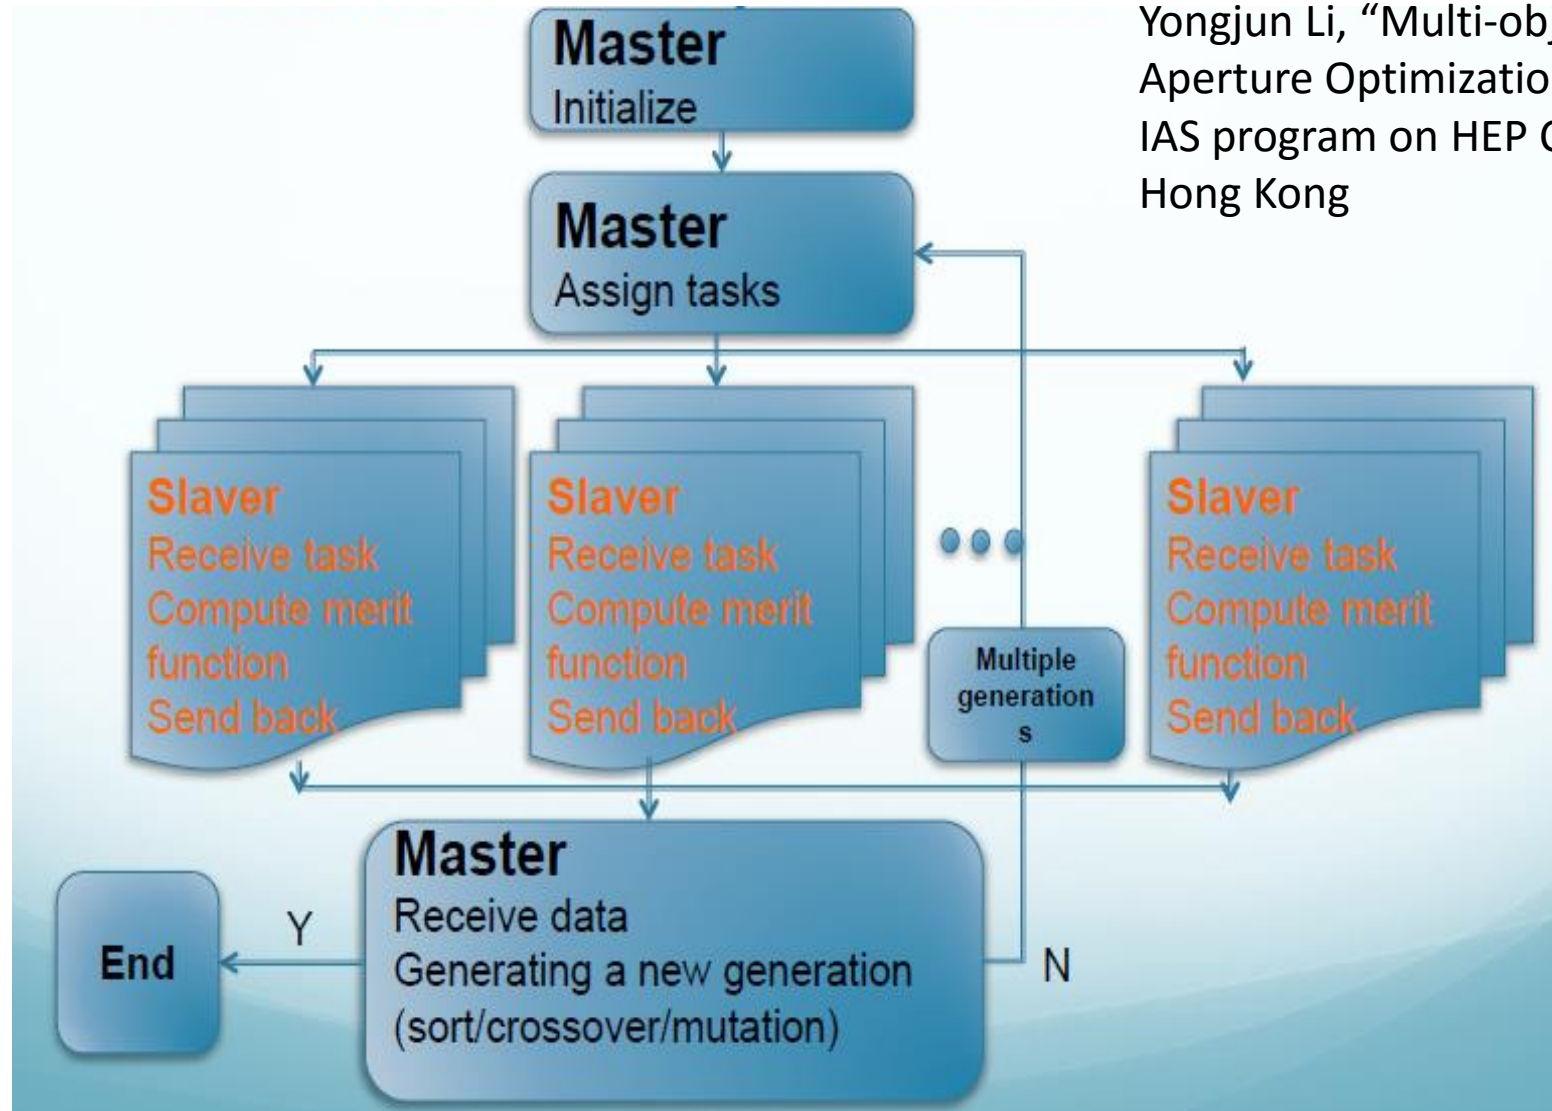 Yongjun Li, “Multi-obj
Aperture Optimizatio
IAS program on HEP
Hong Kong
Master
Initialize
Master
Assign tasks
Slaver
Receive task
Compute merit
function
Send back
Slaver
Receive task
Compute merit
function
Send back
Slaver
Receive task
Compute merit
function
Send back
Multiple
generation
s
Master
Receive data
Generating a new generation
(sort/crossover/mutation)
Y
N
End